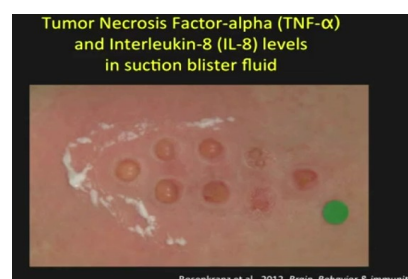 Tumor Necrosis Factor-alpha (TNF-α)
and Interleukin-8 (IL-8) levels
in suction blister fluid
Rosenkranz et al., 2013, Brain, Behavior & immunit